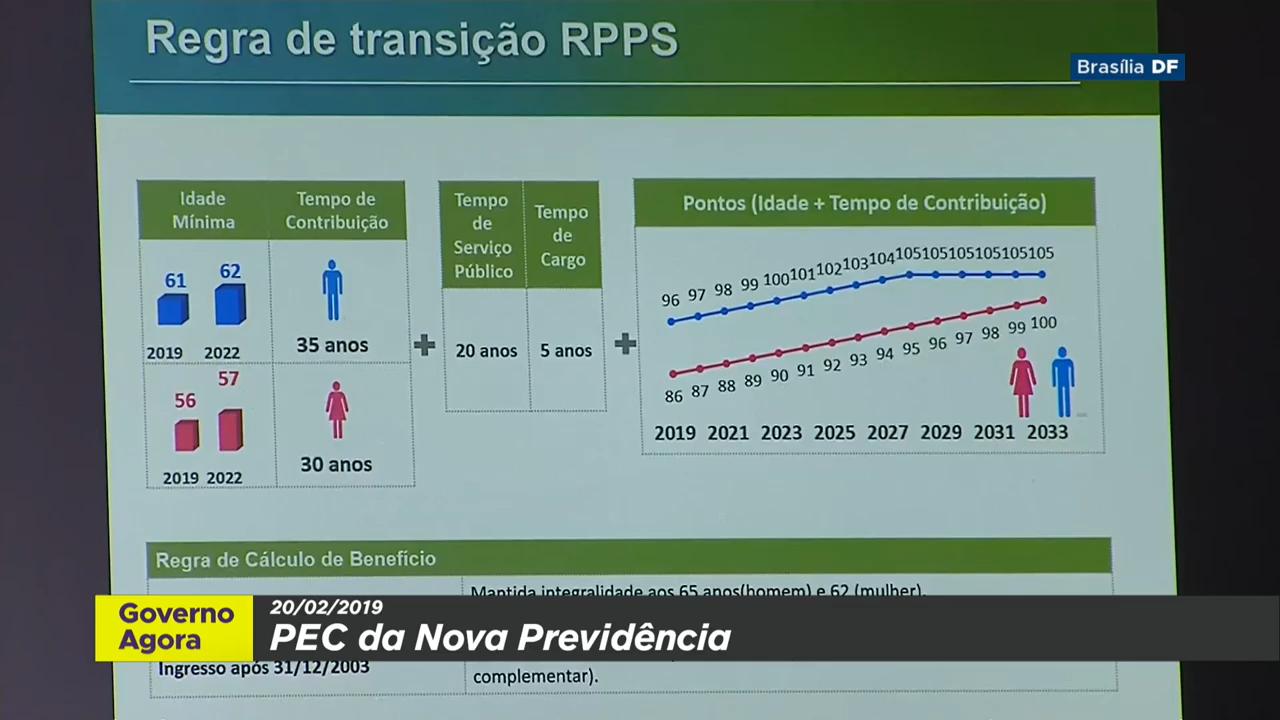 Regra de transição RPPS
Brasília DF
Idade
Mínima
Tempo de
Contribuição
61
62
2019 2022
35 anos
56
57
2019 2022
30 anos
Tempo
de
Serviço
Público
Tempo
de
Cargo
20 anos
5 anos
Pontos (Idade + Tempo de Contribuição)
96 97 98 99 100 101 102 103 104 105 105 105 105 105 105
86 87 88 89 90 91 92 93 94 95 96 97 98 99 100
2019 2021 2023 2025 2027 2029 2031 2033
Regra de Cálculo de Benefício
Mantida integralidade aos 65 anos(homem) e 62 (mulher).
Governo
Agora
20/02/2019
PEC da Nova Previdência
Ingresso após 31/12/2003
complementar).